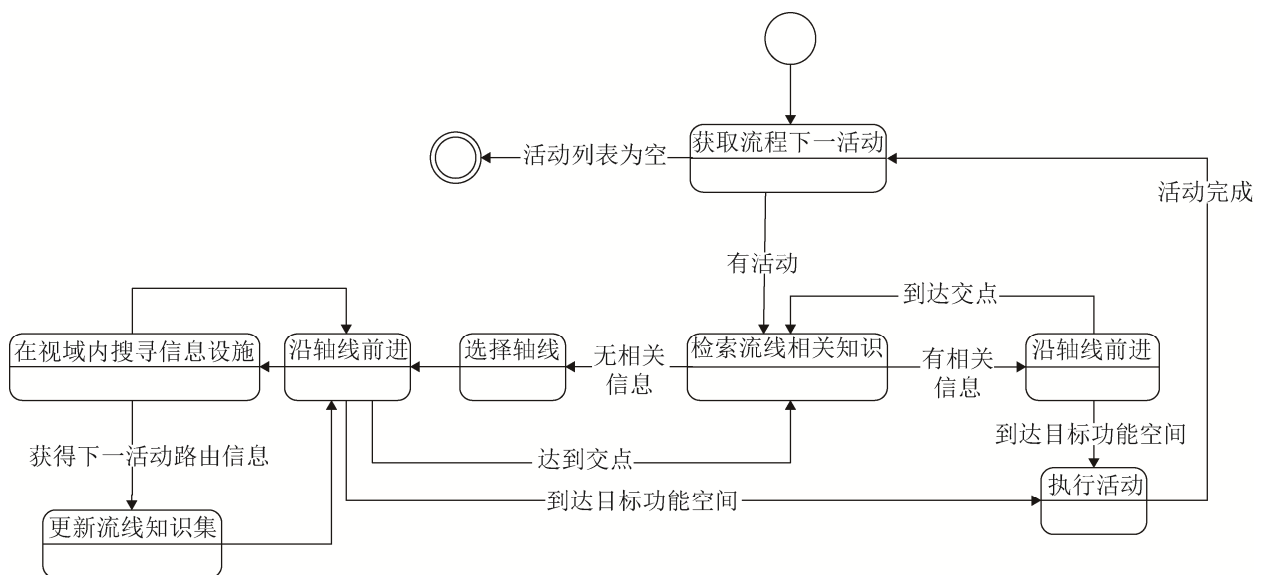 获取流程下一活动
活动列表为空
活动完成
有活动
到达交点
在视域内搜寻信息设施
沿轴线前进
选择轴线
无相关
信息
检索流线相关知识
有相关
信息
沿轴线前进
到达目标功能空间
获得下一活动路由信息
达到交点
执行活动
到达目标功能空间
更新流线知识集